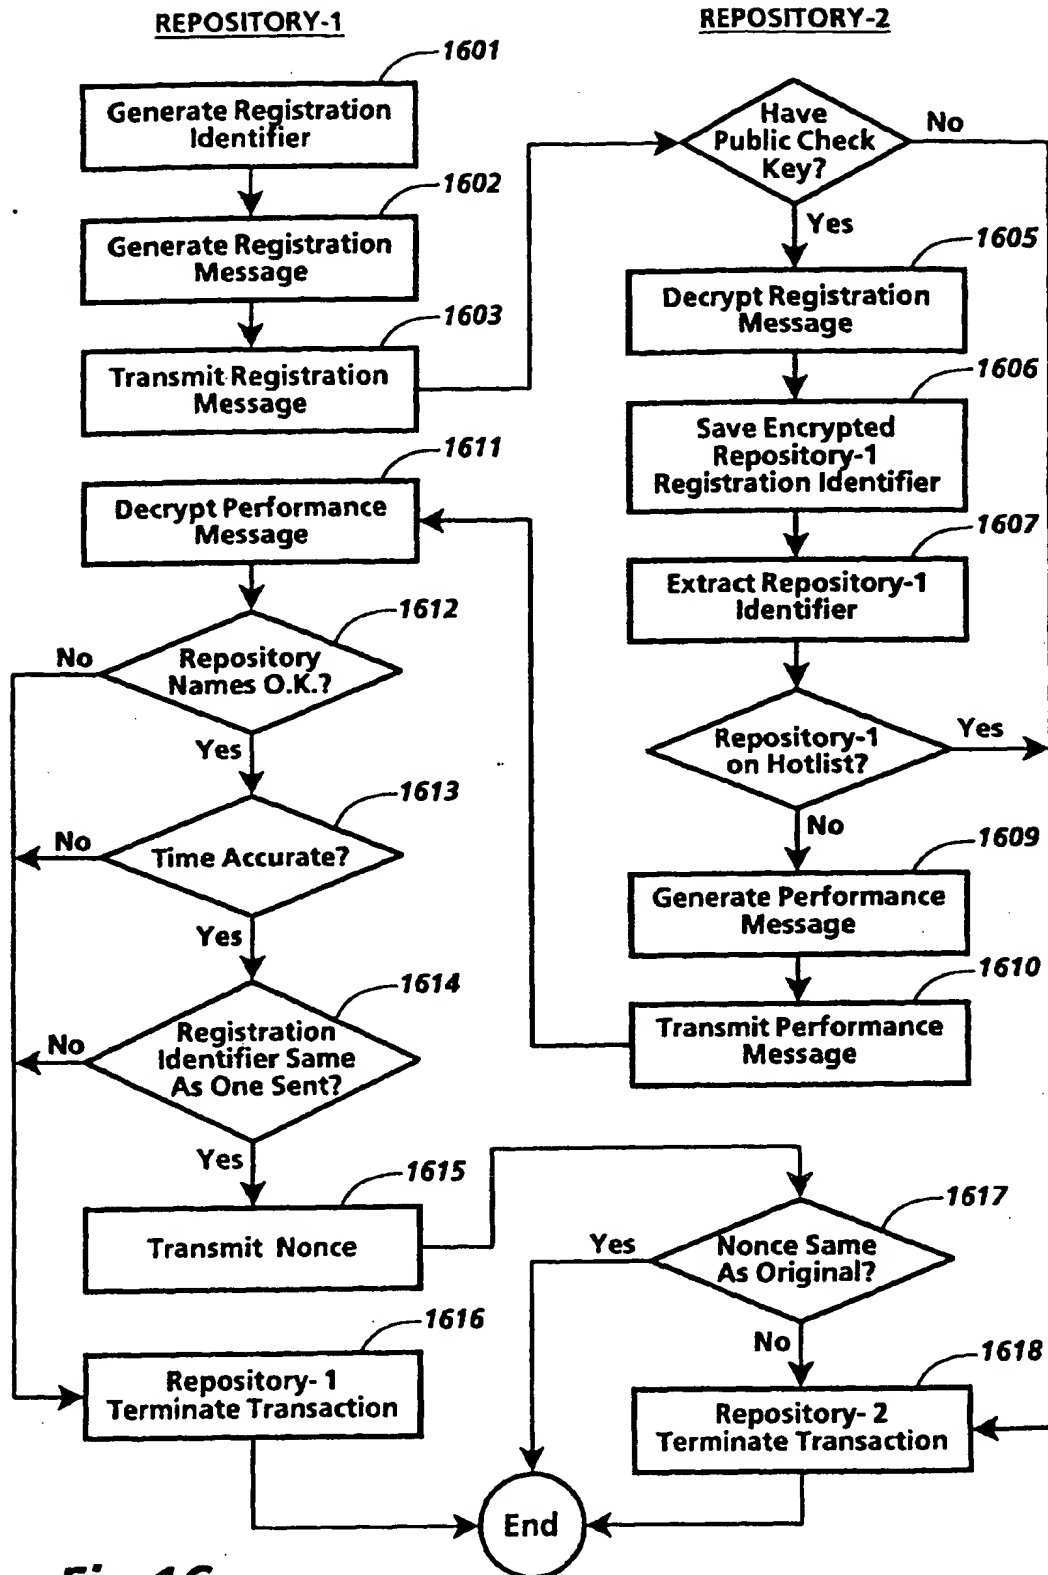 REPOSITORY-1
1601
Generate Registration
Identifier
1602
Generate Registration
Message
1603
Transmit Registration
Message
1611
Decrypt Performance
Message
1612
Repository
Names O.K.?
No
Yes
1613
Time Accurate?
No
Yes
1614
Registration
Identifier Same
As One Sent?
No
Yes
1615
Transmit Nonce
1616
Repository- 1
Terminate Transaction
REPOSITORY-2
Have
Public Check
Key?
No
Yes
1605
Decrypt Registration
Message
1606
Save Encrypted
Repository-1
Registration Identifier
1607
Extract Repository-1
Identifier
Repository-1
on Hotlist?
Yes
No
1609
Generate Performance
Message
1610
Transmit Performance
Message
1617
Nonce Same
As Original?
Yes
No
1618
Repository- 2
Terminate Transaction
End